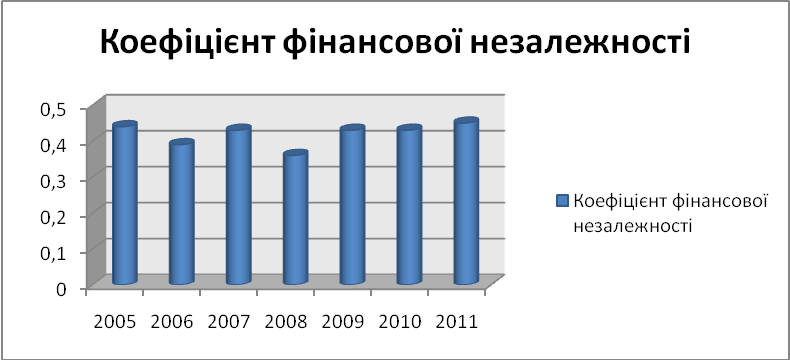 Коефіцієнт фінансової незалежності
0,5
0,4
0,3
0,2
0,1
0
2005 2006 2007 2008 2009 2010 2011
Коефіцієнт фінансової
незалежності